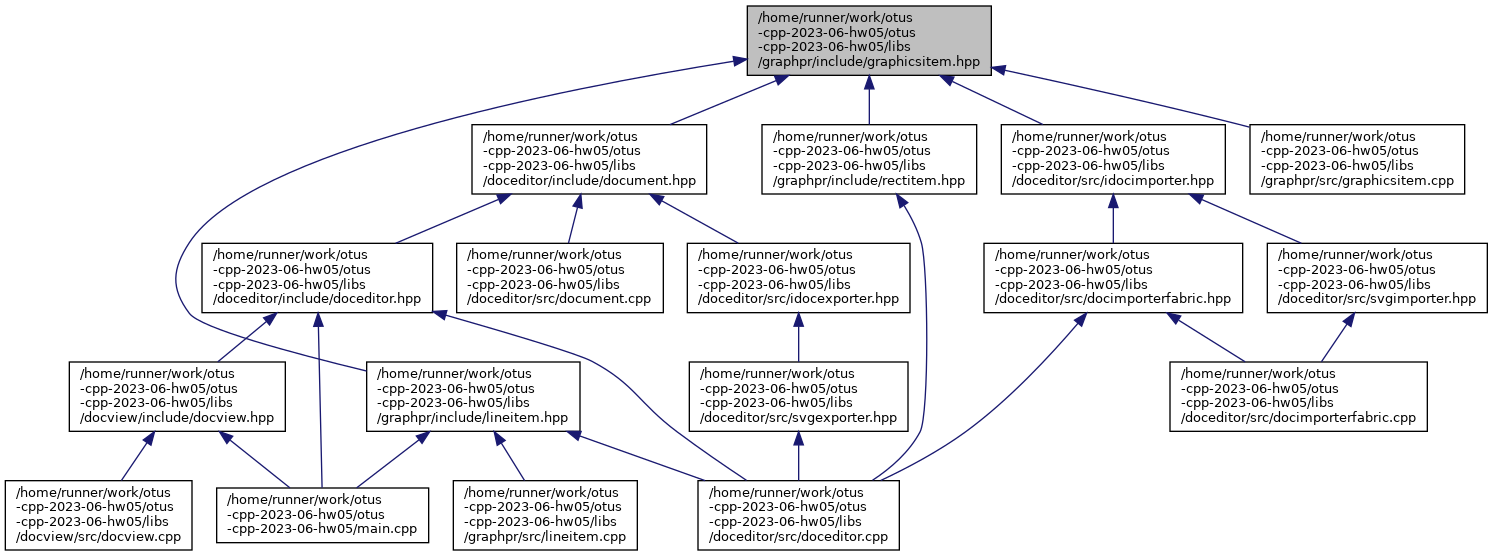 /home/runner/work/otus
-cpp-2023-06-hw05/otus
-cpp-2023-06-hw05/libs
/graphpr/include/graphicsitem.hpp
/home/runner/work/otus
-cpp-2023-06-hw05/otus
-cpp-2023-06-hw05/libs
/doceditor/include/document.hpp
/home/runner/work/otus
-cpp-2023-06-hw05/otus
-cpp-2023-06-hw05/libs
/graphpr/include/rectitem.hpp
/home/runner/work/otus
-cpp-2023-06-hw05/otus
-cpp-2023-06-hw05/libs
/doceditor/src/idocimporter.hpp
/home/runner/work/otus
-cpp-2023-06-hw05/otus
-cpp-2023-06-hw05/libs
/graphpr/src/graphicsitem.cpp
/home/runner/work/otus
-cpp-2023-06-hw05/otus
-cpp-2023-06-hw05/libs
/doceditor/include/doceditor.hpp
/home/runner/work/otus
-cpp-2023-06-hw05/otus
-cpp-2023-06-hw05/libs
/doceditor/src/document.cpp
/home/runner/work/otus
-cpp-2023-06-hw05/otus
-cpp-2023-06-hw05/libs
/doceditor/src/idocexporter.hpp
/home/runner/work/otus
-cpp-2023-06-hw05/otus
-cpp-2023-06-hw05/libs
/doceditor/src/docimporterfabric.hpp
/home/runner/work/otus
-cpp-2023-06-hw05/otus
-cpp-2023-06-hw05/libs
/doceditor/src/svgimporter.hpp
/home/runner/work/otus
-cpp-2023-06-hw05/otus
-cpp-2023-06-hw05/libs
/docview/include/docview.hpp
/home/runner/work/otus
-cpp-2023-06-hw05/otus
-cpp-2023-06-hw05/libs
/graphpr/include/lineitem.hpp
/home/runner/work/otus
-cpp-2023-06-hw05/otus
-cpp-2023-06-hw05/libs
/doceditor/src/svgexporter.hpp
/home/runner/work/otus
-cpp-2023-06-hw05/otus
-cpp-2023-06-hw05/libs
/doceditor/src/docimporterfabric.cpp
/home/runner/work/otus
-cpp-2023-06-hw05/otus
-cpp-2023-06-hw05/libs
/docview/src/docview.cpp
/home/runner/work/otus
-cpp-2023-06-hw05/otus
-cpp-2023-06-hw05/main.cpp
/home/runner/work/otus
-cpp-2023-06-hw05/otus
-cpp-2023-06-hw05/libs
/graphpr/src/lineitem.cpp
/home/runner/work/otus
-cpp-2023-06-hw05/otus
-cpp-2023-06-hw05/libs
/doceditor/src/doceditor.cpp